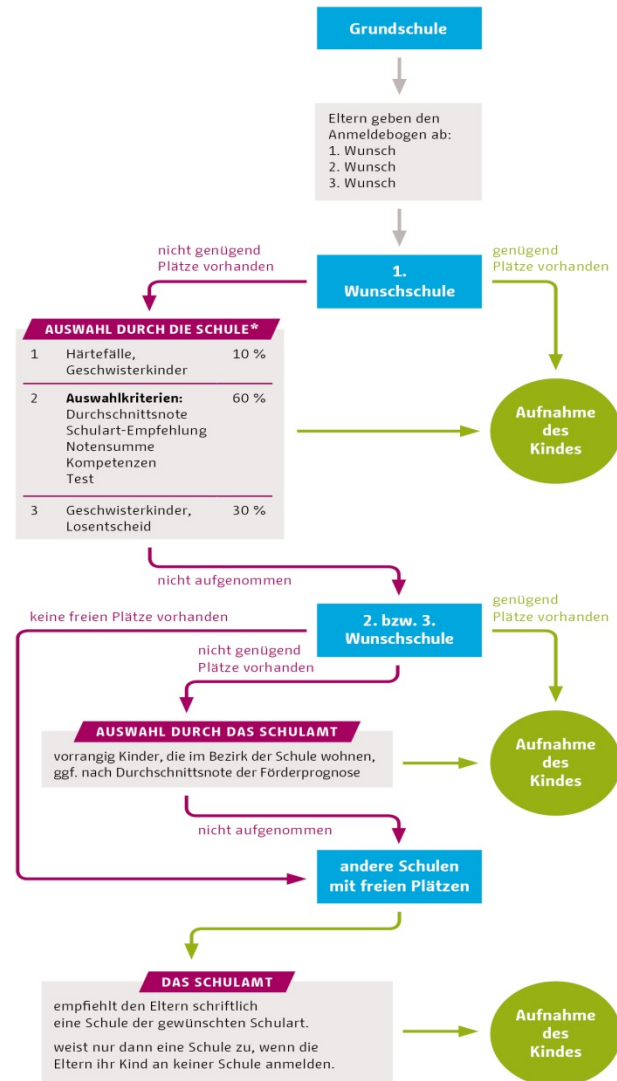 Grundschule
Eltern geben den
Anmeldebogen ab:
1. Wunsch
2. Wunsch
3. Wunsch
nicht genügend
Plätze vorhanden
1.
Wunschschule
genügend
Plätze vorhanden
AUSWAHL DURCH DIE SCHULE*
1 Härtefälle, 10 %
Geschwisterkinder
2 Auswahlkriterien: 60 %
Durchschnittsnote
Schulart-Empfehlung
Notensumme
Kompetenzen
Test
3 Geschwisterkinder, 30 %
Losentscheid
Aufnahme
des
Kindes
nicht aufgenommen
keine freien Plätze vorhanden
2. bzw. 3.
Wunschschule
genügend
Plätze vorhanden
nicht genügend
Plätze vorhanden
AUSWAHL DURCH DAS SCHULAMT
vorrangig Kinder, die im Bezirk der Schule wohnen,
ggf. nach Durchschnittsnote der Förderprognose
Aufnahme
des
Kindes
nicht aufgenommen
andere Schulen
mit freien Plätzen
DAS SCHULAMT
empfiehlt den Eltern schriftlich
eine Schule der gewünschten Schulart.
weist nur dann eine Schule zu, wenn die
Eltern ihr Kind an keiner Schule anmelden.
Aufnahme
des
Kindes